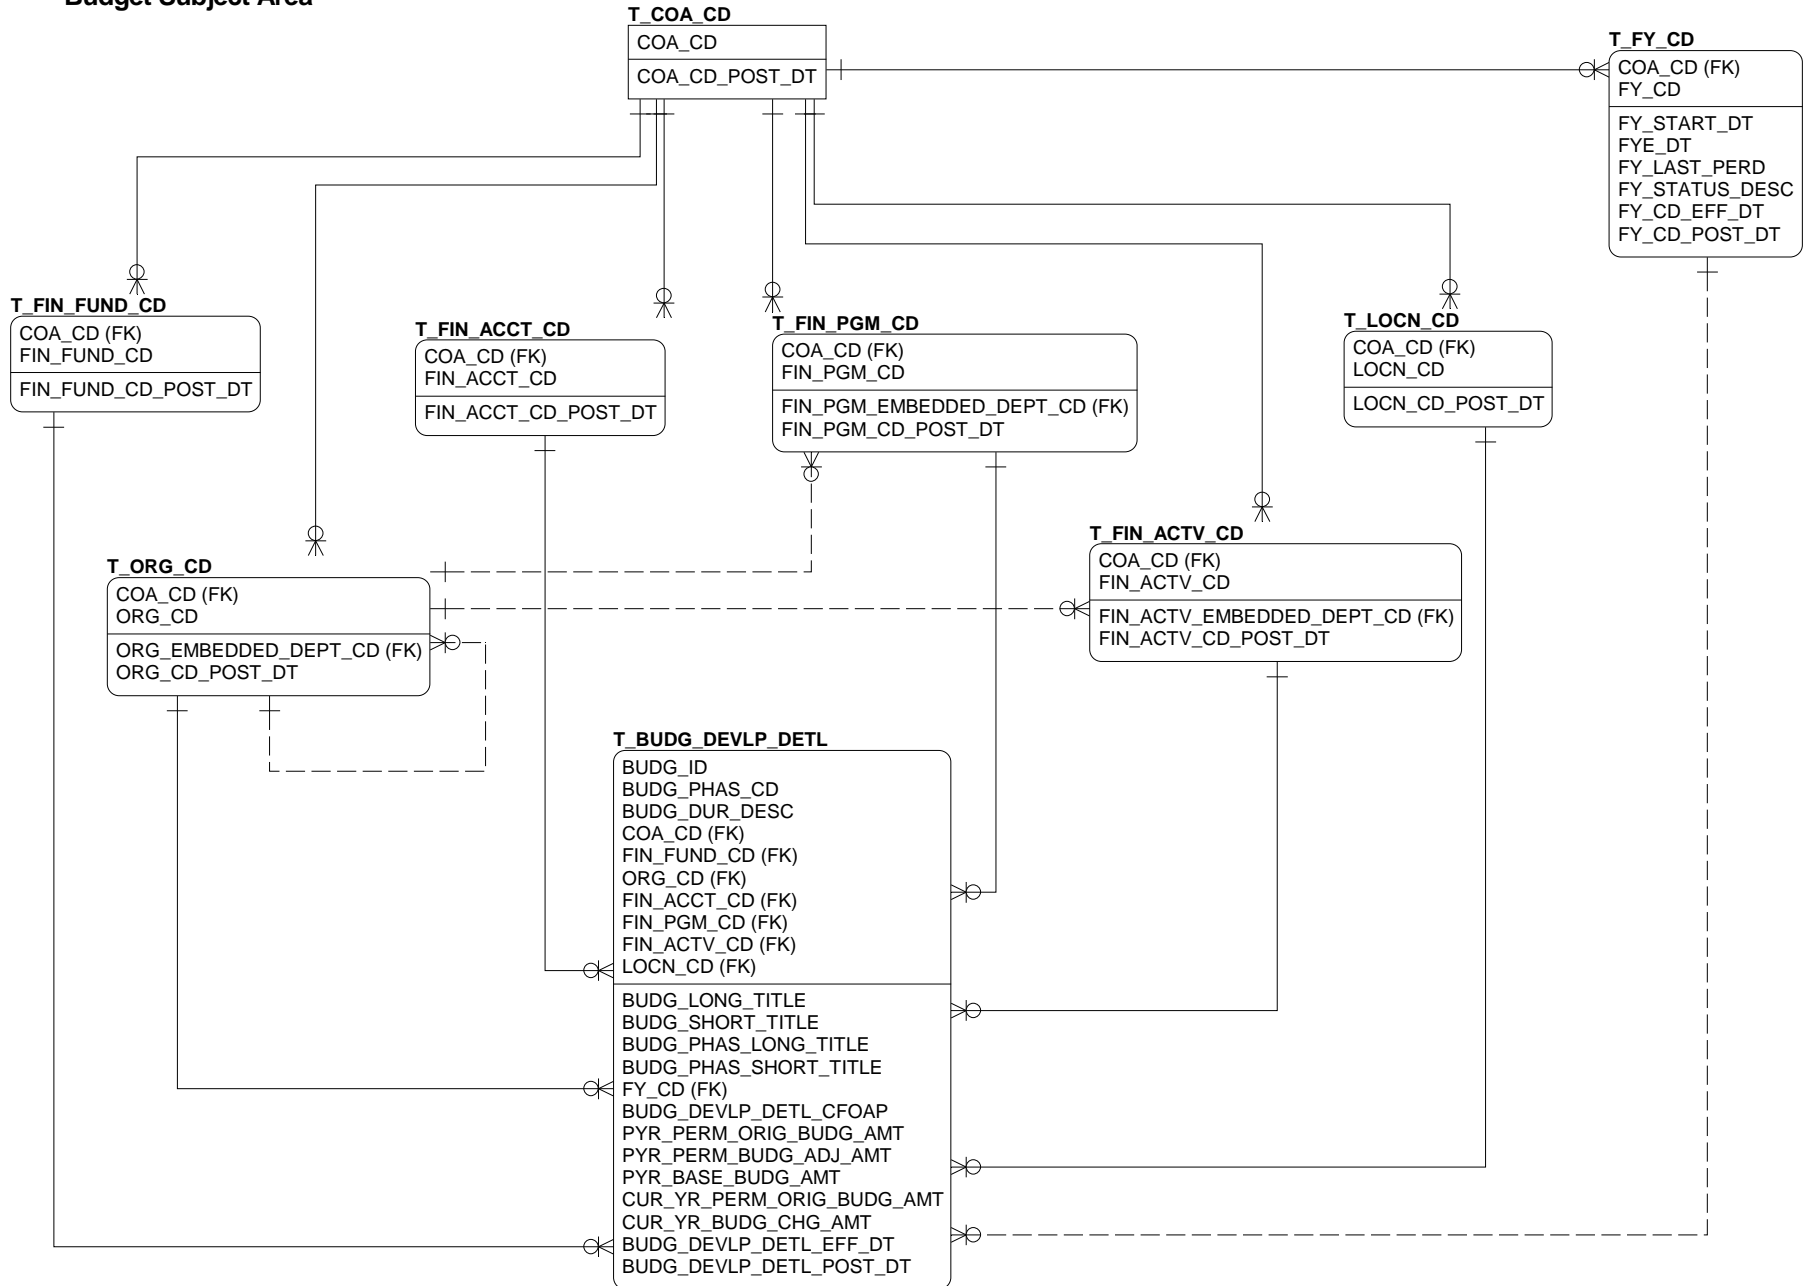 Budget Subject Area
T_COA_CD
COA_CD
COA_CD_POST_DT
T_FY_CD
COA_CD (FK)
FY_CD
FY_START_DT
FYE_DT
FY_LAST_PERD
FY_STATUS_DESC
FY_CD_EFF_DT
FY_CD_POST_DT
T_FIN_FUND_CD
COA_CD (FK)
FIN_FUND_CD
FIN_FUND_CD_POST_DT
T_FIN_ACCT_CD
COA_CD (FK)
FIN_ACCT_CD
FIN_ACCT_CD_POST_DT
T_FIN_PGM_CD
COA_CD (FK)
FIN_PGM_CD
FIN_PGM_EMBEDDED_DEPT_CD (FK)
FIN_PGM_CD_POST_DT
T_LOCN_CD
COA_CD (FK)
LOCN_CD
LOCN_CD_POST_DT
T_ORG_CD
COA_CD (FK)
ORG_CD
ORG_EMBEDDED_DEPT_CD (FK)
ORG_CD_POST_DT
T_FIN_ACTV_CD
COA_CD (FK)
FIN_ACTV_CD
FIN_ACTV_EMBEDDED_DEPT_CD (FK)
FIN_ACTV_CD_POST_DT
T_BUDG_DEVLP_DETL
BUDG_ID
BUDG_PHAS_CD
BUDG_DUR_DESC
COA_CD (FK)
FIN_FUND_CD (FK)
ORG_CD (FK)
FIN_ACCT_CD (FK)
FIN_PGM_CD (FK)
FIN_ACTV_CD (FK)
LOCN_CD (FK)
BUDG_LONG_TITLE
BUDG_SHORT_TITLE
BUDG_PHAS_LONG_TITLE
BUDG_PHAS_SHORT_TITLE
FY_CD (FK)
BUDG_DEVLP_DETL_CFOAP
PYR_PERM_ORIG_BUDG_AMT
PYR_PERM_BUDG_ADJ_AMT
PYR_BASE_BUDG_AMT
CUR_YR_PERM_ORIG_BUDG_AMT
CUR_YR_BUDG_CHG_AMT
BUDG_DEVLP_DETL_EFF_DT
BUDG_DEVLP_DETL_POST_DT